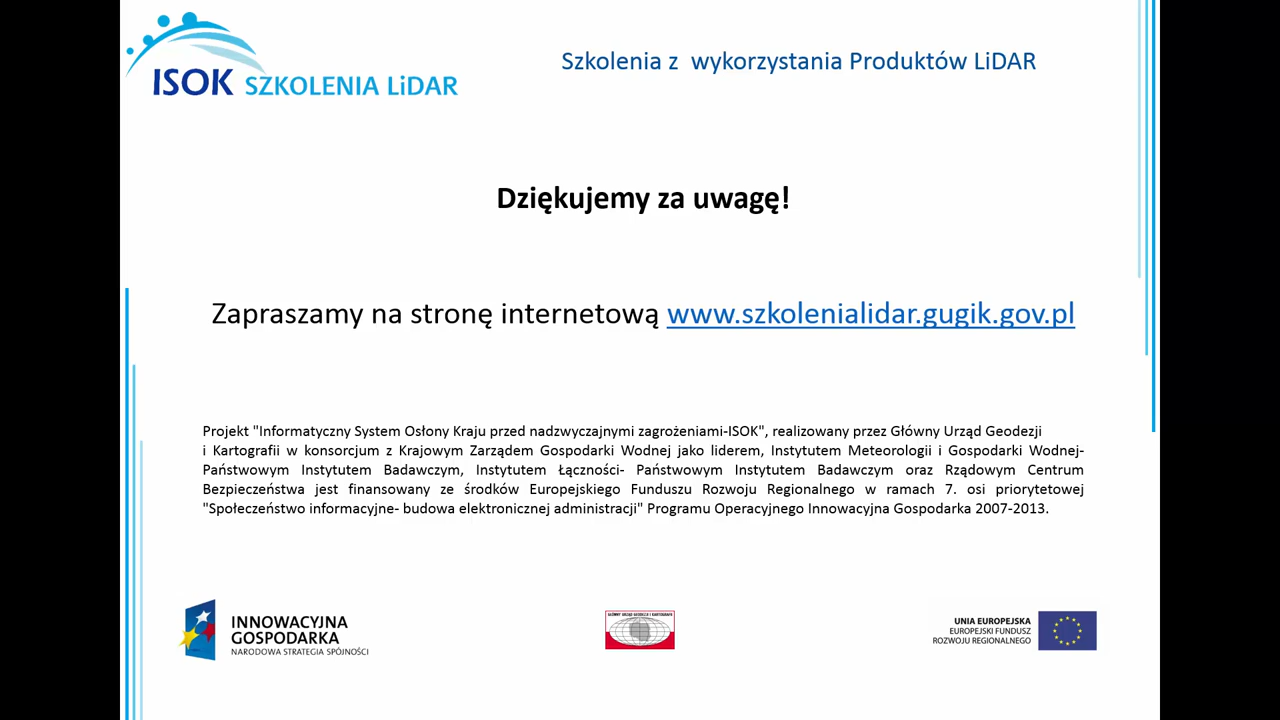 ISOK SZKOLENIA LiDAR
Szkolenia z wykorzystania Produktów LiDAR
Dziękujemy za uwagę!
Zapraszamy na stronę internetową www.szkolenialidar.gugik.gov.pl
Projekt "Informatyczny System Osłony Kraju przed nadzwyczajnymi zagrożeniami-ISOK", realizowany przez Główny Urząd Geodezji
i Kartografii w konsorcjum z Krajowym Zarządem Gospodarki Wodnej jako liderem, Instytutem Meteorologii i Gospodarki Wodnej-
Państwowym Instytutem Badawczym, Instytutem Łączności- Państwowym Instytutem Badawczym oraz Rządowym Centrum
Bezpieczeństwa jest finansowany ze środków Europejskiego Funduszu Rozwoju Regionalnego w ramach 7. osi priorytetowej
"Społeczeństwo informacyjne- budowa elektronicznej administracji" Programu Operacyjnego Innowacyjna Gospodarka 2007-2013.
INNOWACYJNA
GOSPODARKA
NARODOWA STRATEGIA SPÓJNOŚCI
GŁÓWNY URZĄD GEODEZJI I KARTOGRAFII
UNIA EUROPEJSKA
EUROPEJSKI FUNDUSZ
ROZWOJU REGIONALNEGO